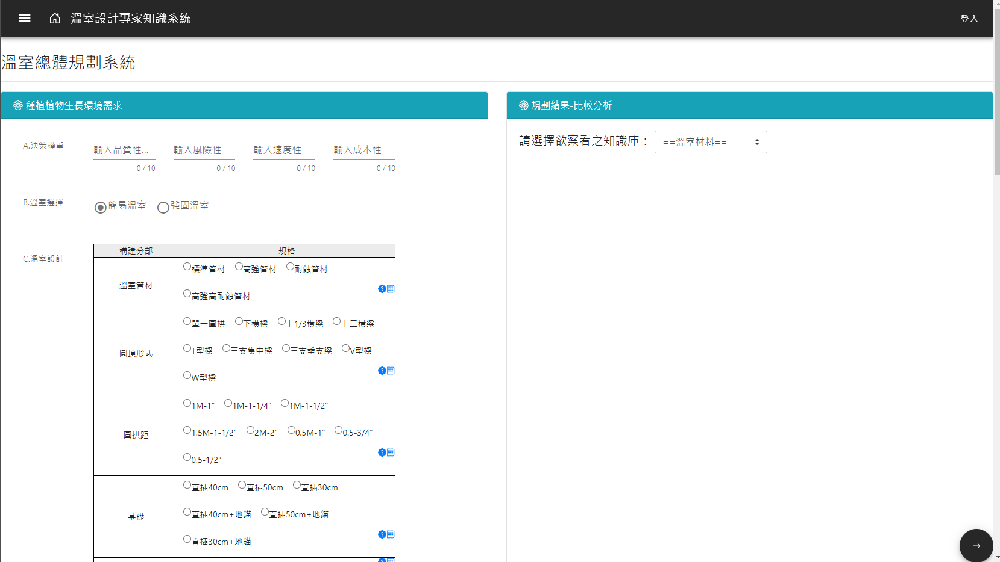 溫室設計專家知識系統
登入
溫室總體規劃系統
種植植物生長環境需求
A.決策權重
輸入品質性...
輸入風險性
輸入速度性
輸入成本性
0 / 10
0 / 10
0 / 10
0 / 10
B.溫室選擇
簡易溫室 強固溫室
C.溫室設計
構建分部 規格
溫室管材
標準管材 高強管材 耐蝕管材
高強高耐蝕管材
圓頂形式
單一圓拱 下橫樑 上1/3橫梁 上二橫梁
T型樑 三支集中樑 三支垂支梁 V型樑
W型樑
圓拱距
1M-1" 1M-1-1/4" 1M-1-1/2"
1.5M-1-1/2" 2M-2" 0.5M-1" 0.5-3/4"
0.5-1/2"
基礎
直插40cm 直插50cm 直插30cm
直插40cm+地錨 直插50cm+地錨
直插30cm+地錨
規劃結果-比較分析
請選擇欲察看之知識庫：
==溫室材料==